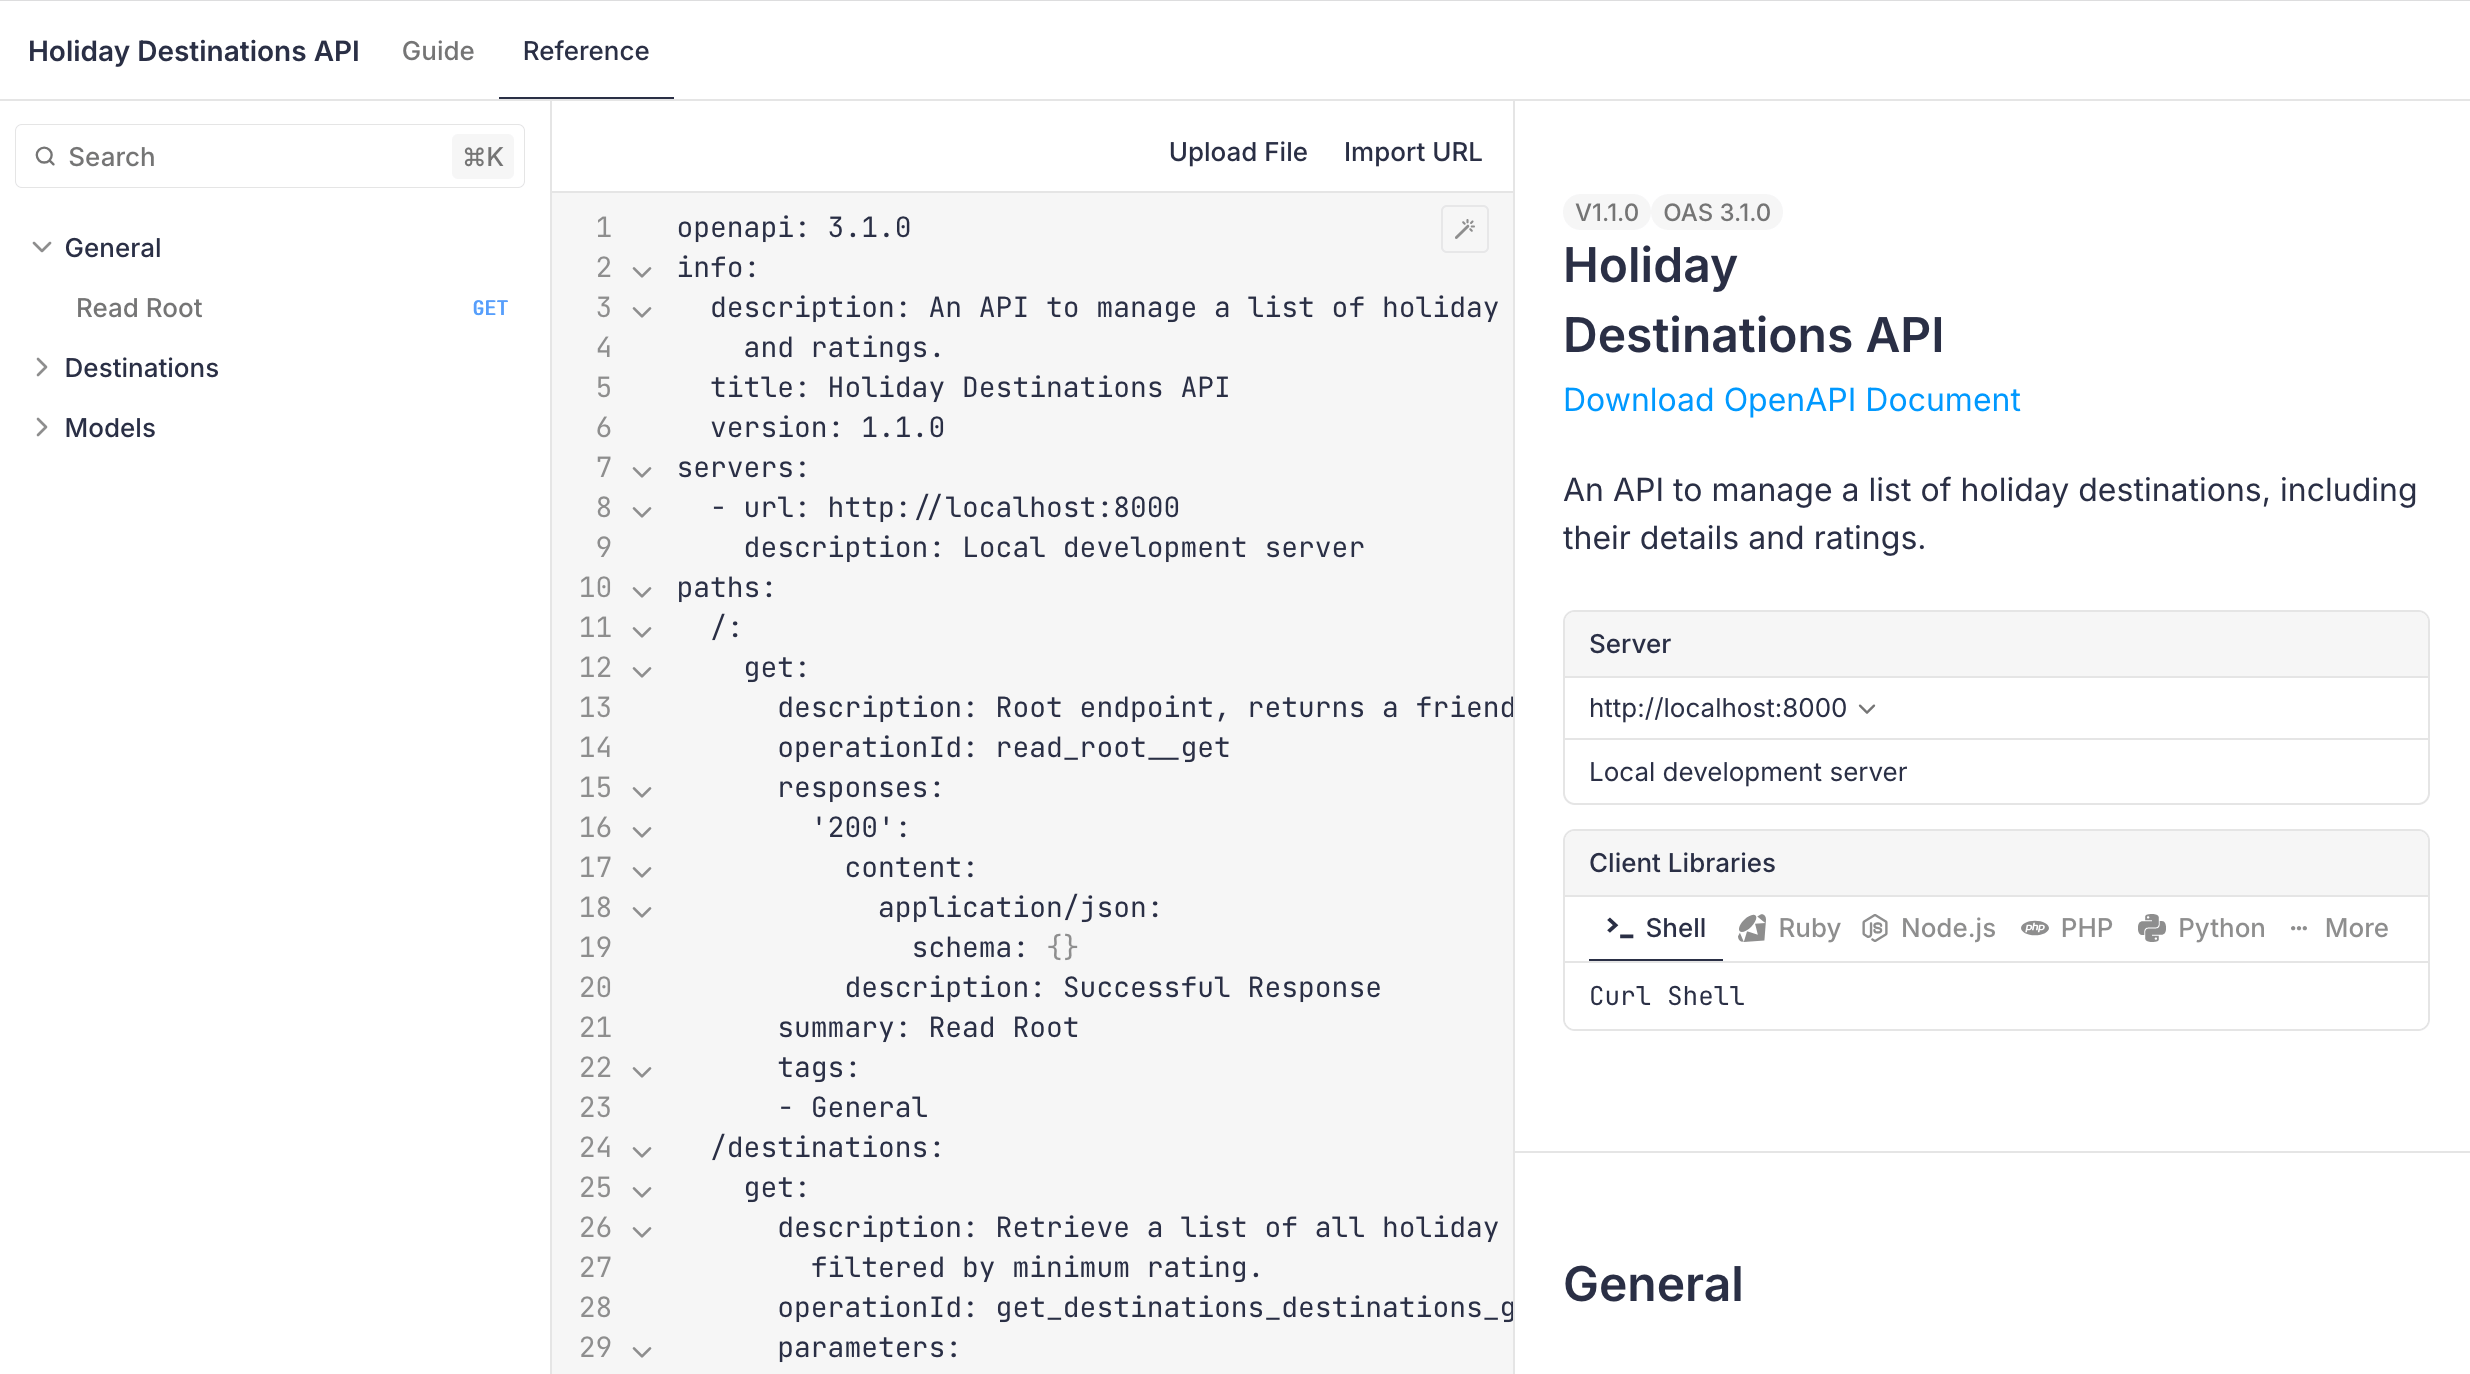 Holiday Destinations API Guide Reference
Search ⌘K
General
Read Root GET
Destinations
Models
Upload File Import URL
1 openapi: 3.1.0
2 info:
3 description: An API to manage a list of holiday
4 and ratings.
5 title: Holiday Destinations API
6 version: 1.1.0
7 servers:
8 - url: http://localhost:8000
9 description: Local development server
10 paths:
11 /:
12 get:
13 description: Root endpoint, returns a friend
14 operationId: read_root__get
15 responses:
16 '200':
17 content:
18 application/json:
19 schema: {}
20 description: Successful Response
21 summary: Read Root
22 tags:
23 - General
24 /destinations:
25 get:
26 description: Retrieve a list of all holiday
27 filtered by minimum rating.
28 operationId: get_destinations_destinations_g
29 parameters:
V1.1.0 OAS 3.1.0
Holiday
Destinations API
Download OpenAPI Document
An API to manage a list of holiday destinations, including
their details and ratings.
Server
http://localhost:8000
Local development server
Client Libraries
Shell Ruby Node.js PHP Python ··· More
Curl Shell
General